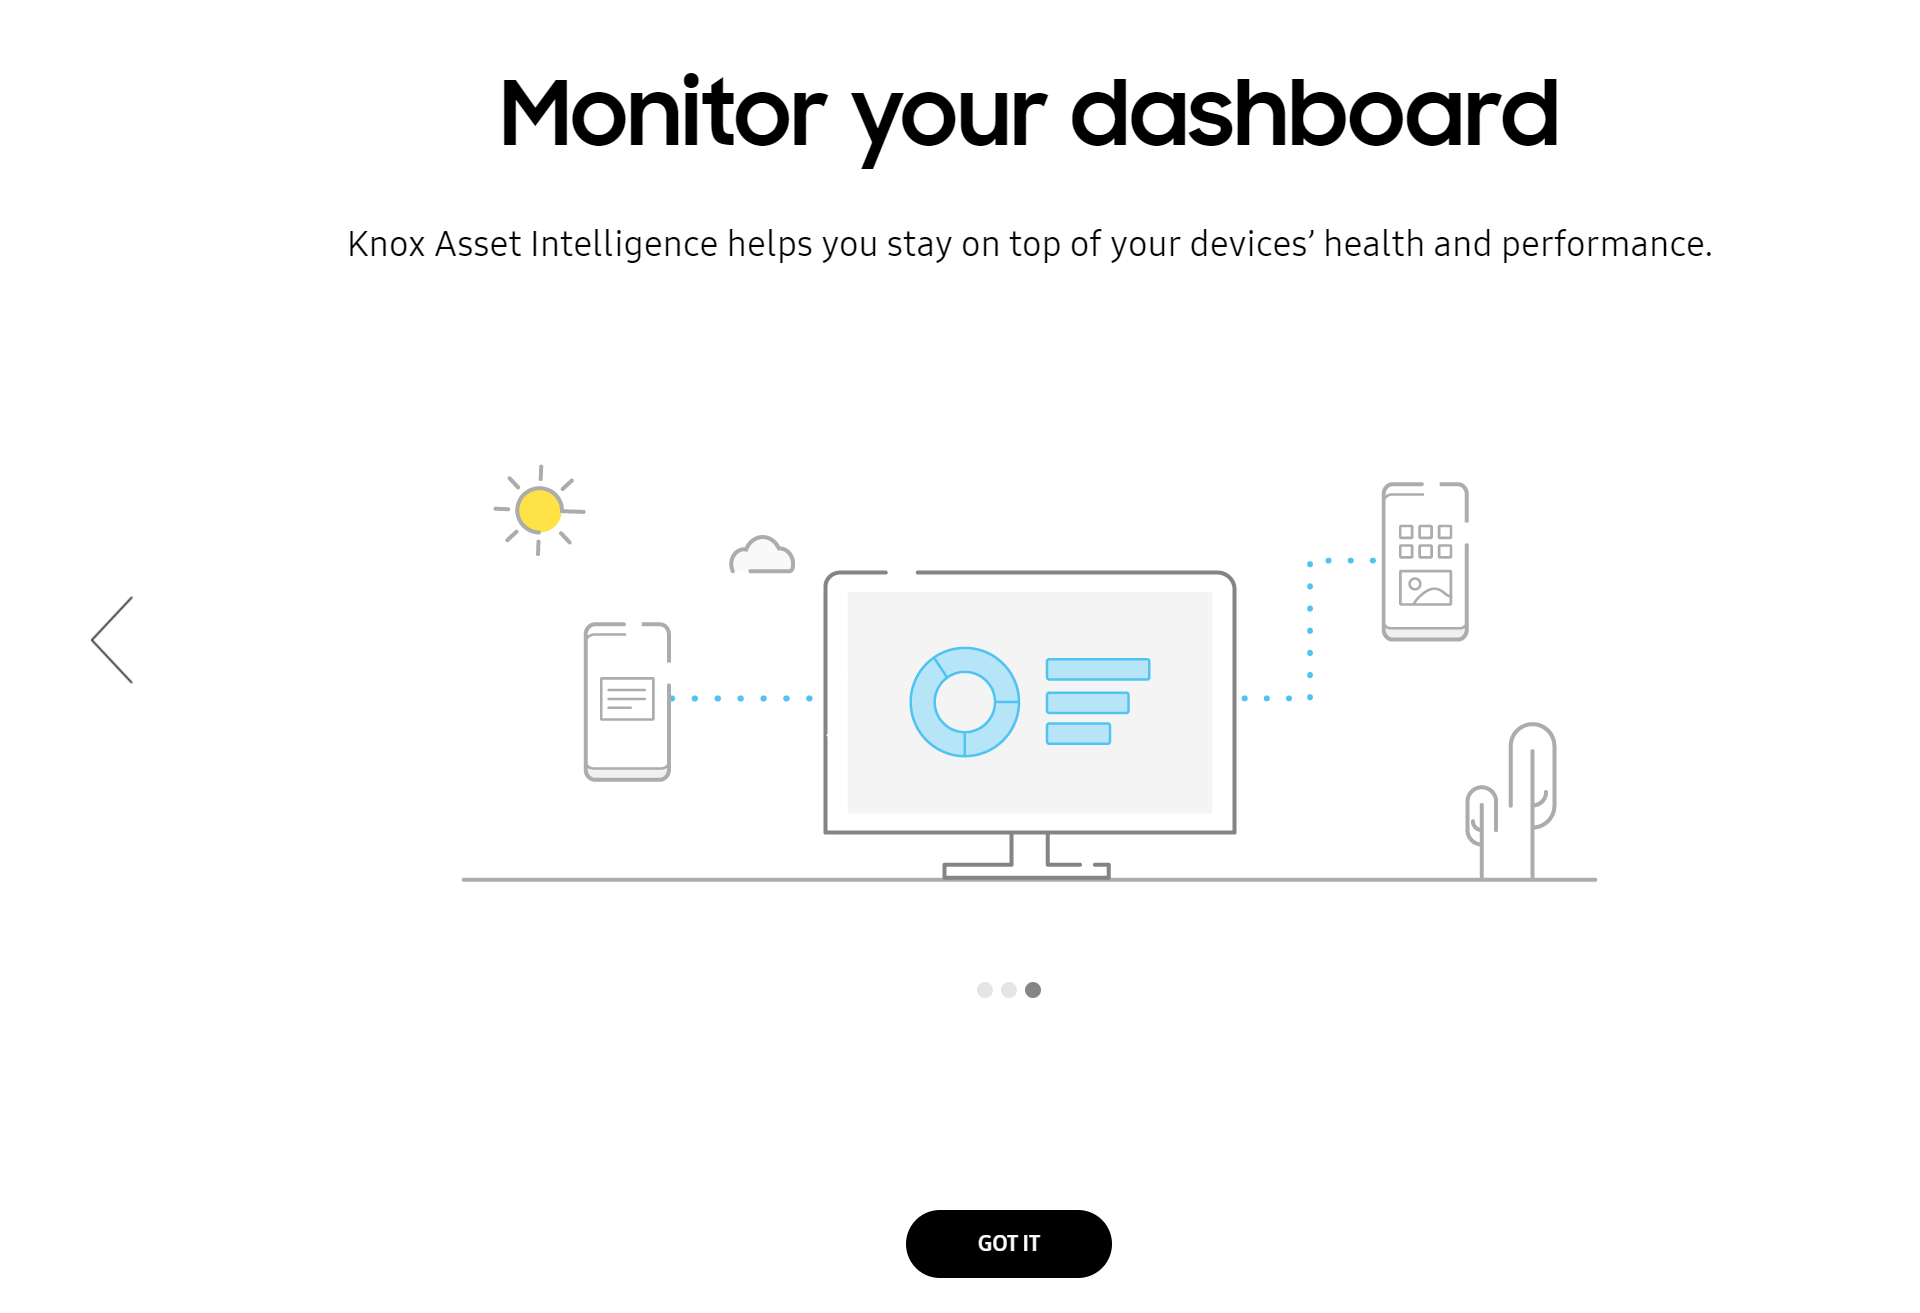 Monitor your dashboard
Knox Asset Intelligence helps you stay on top of your devices’ health and performance.
GOT IT